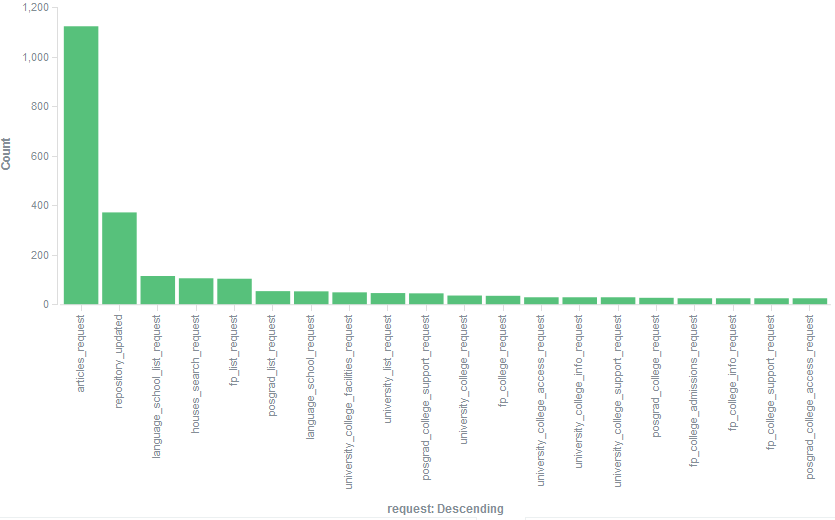 1,200
1,000
800
600
400
200
0
Count
articles_request
repository_updated
language_school_list_request
houses_search_request
fp_list_request
posgrad_list_request
language_school_request
university_college_facilities_request
university_list_request
posgrad_college_support_request
university_college_request
fp_college_request
university_college_access_request
university_college_info_request
university_college_support_request
posgrad_college_request
fp_college_admissions_request
fp_college_info_request
fp_college_support_request
posgrad_college_access_request
request: Descending